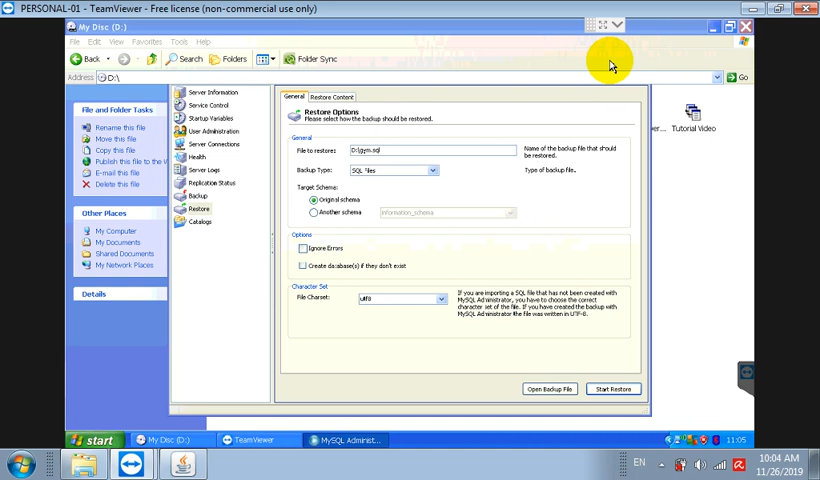 PERSONAL-01 - TeamViewer - Free license (non-commercial use only)
My Disc (D:)
File Edit View Favorites Tools Help
Back Search Folders Folder Sync
Address D:\ Go
File and Folder Tasks
Rename this file
Move this file
Copy this file
Publish this file to the W
E-mail this file
Delete this file
Other Places
My Computer
My Documents
Shared Documents
My Network Places
Details
Server Information
Service Control
Startup Variables
User Administration
Server Connections
Health
Server Logs
Replication Status
Backup
Restore
Catalogs
General Restore Content
Restore Options
Please select how the backup should be restored.
General
File to restore: D:\gym.sql Name of the backup file that should
be restored.
Backup Type: SQL Files Type of backup file.
Target Schema:
Original schema
Another schema information_schema
Options
Ignore Errors
Create database(s) if they don't exist
Character Set
File Charset: utf8
If you are importing a SQL file that has not been created with
MySQL Administrator, you have to choose the correct
character set of the file. If you have created the backup with
MySQL Administrator the file was written in UTF-8.
Open Backup File Start Restore
er... Tutorial Video
start My Disc (D:) TeamViewer MySQL Administ... 11:05
EN 10:04 AM
11/26/2019